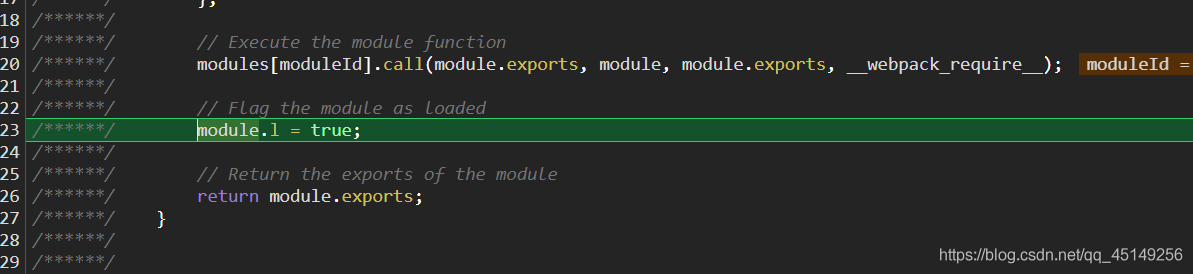 17 /******/ };
18 /******/
19 /******/ // Execute the module function
20 /******/ modules[moduleId].call(module.exports, module, module.exports, __webpack_require__); moduleId =
21 /******/
22 /******/ // Flag the module as loaded
23 /******/ module.l = true;
24 /******/
25 /******/ // Return the exports of the module
26 /******/ return module.exports;
27 /******/ }
28 /******/
29 /******/
https://blog.csdn.net/qq_45149256